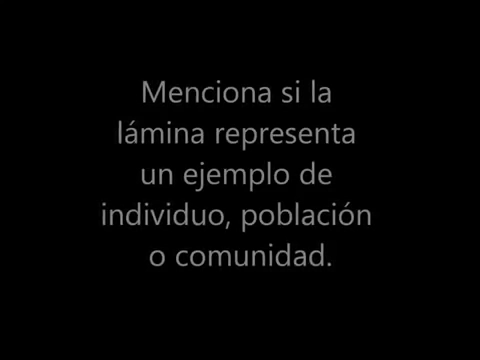 Menciona si la
lámina representa
un ejemplo de
individuo, población
o comunidad.